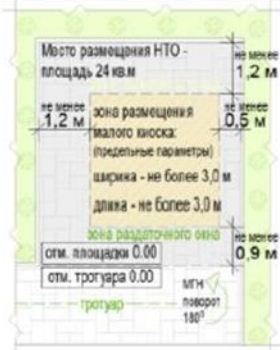 Место размещения НТО -
площадь 24 кв.м
не менее
1,2 м
не менее
1,2 м
зона размещения
малого киоска:
(предельные параметры)
не менее
0,5 м
ширина - не более 3,0 м
длина - не более 3,0 м
зона раздаточного окна
не менее
0,9 м
отм. площадки 0.00
отм. тротуара 0.00
тротуар
МГН
поворот
180⁰